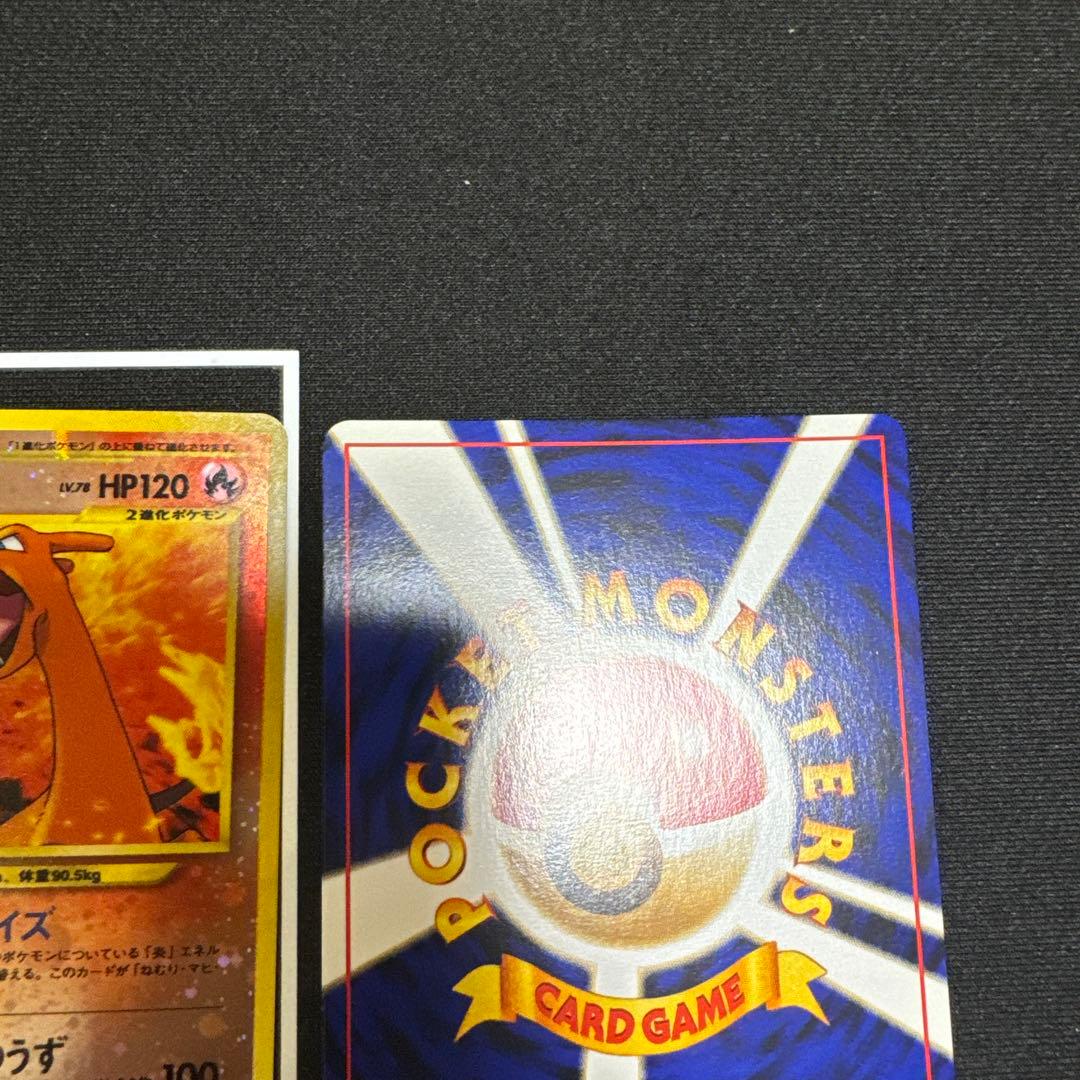 「1進化ポケモン」の上に重ねて進化させます。
LV.78 HP120
2進化ポケモン
体重90.5kg
イズ
ポケモンについている「炎」エネル
替える。このカードが「ねむり・マヒ・
うず
100
POCKET MONSTERS
CARD GAME